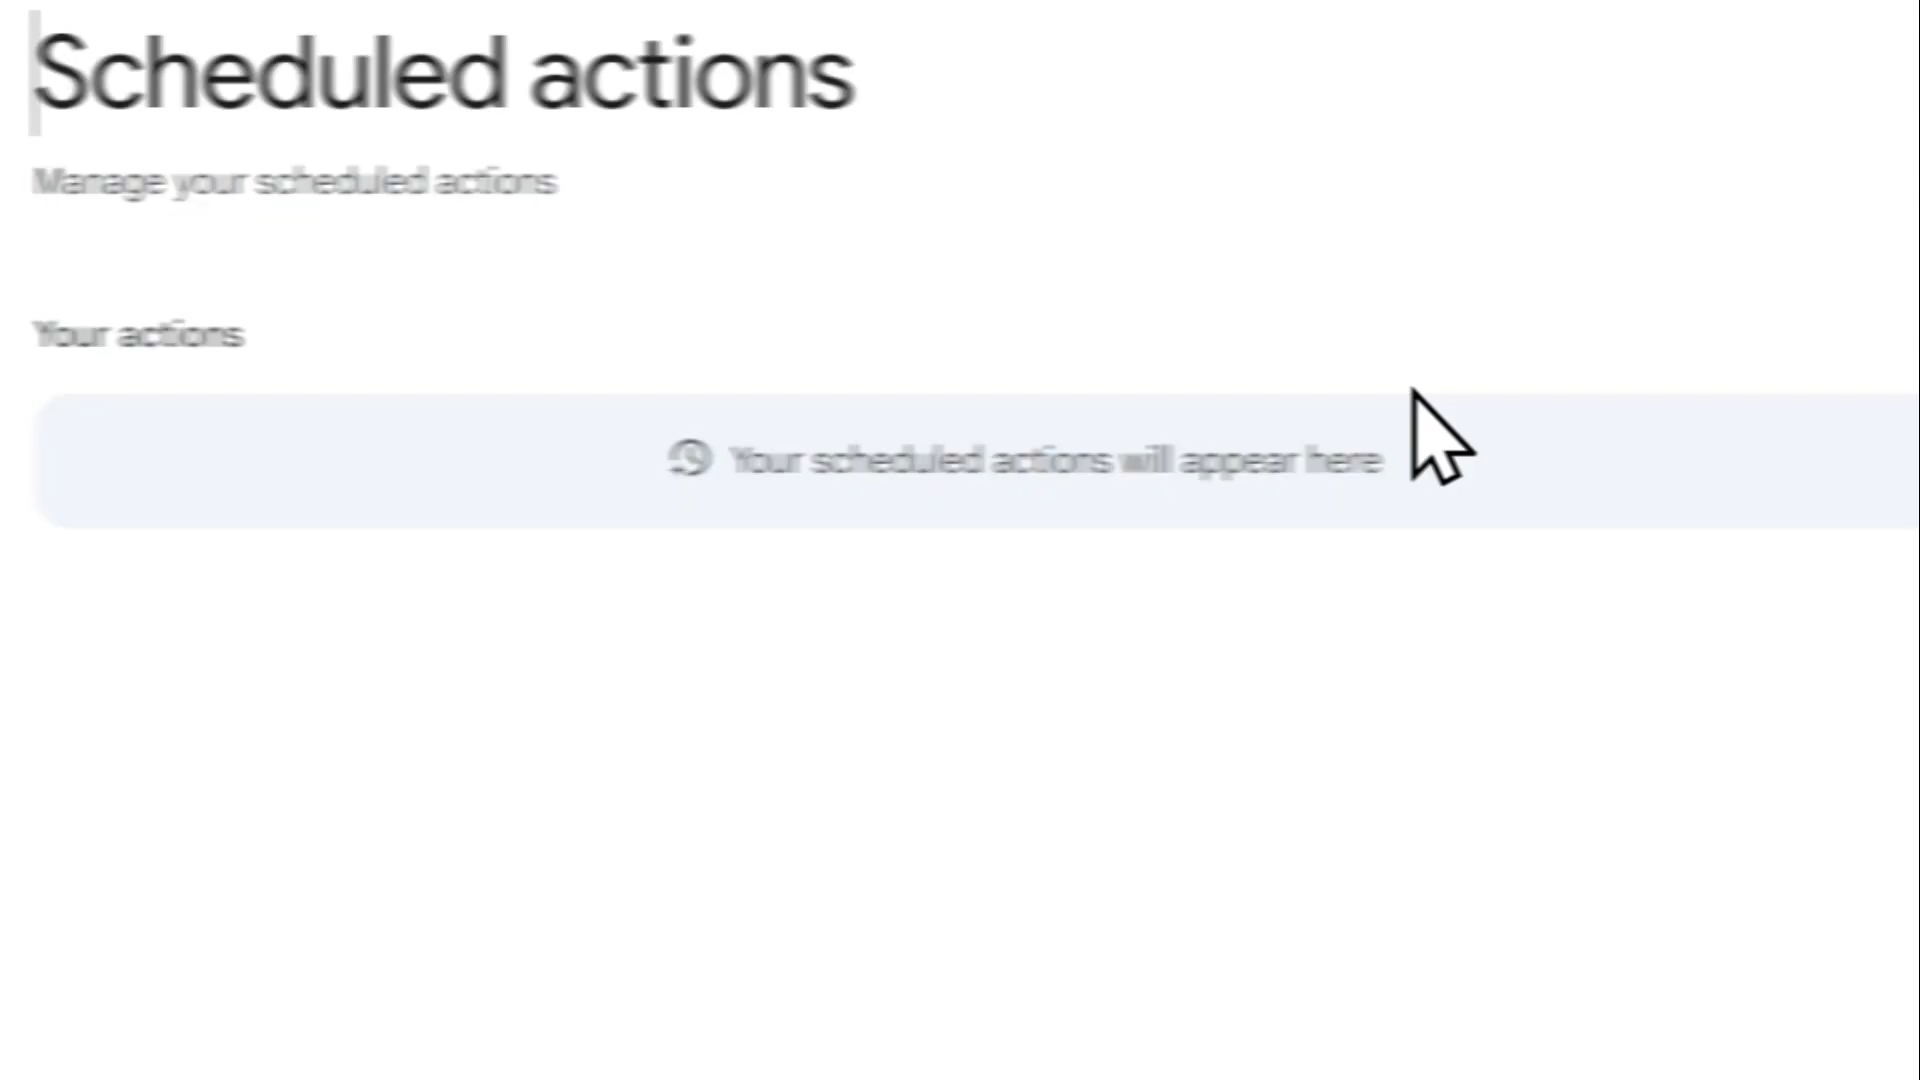 Scheduled actions
Manage your scheduled actions
Your actions
Your scheduled actions will appear here